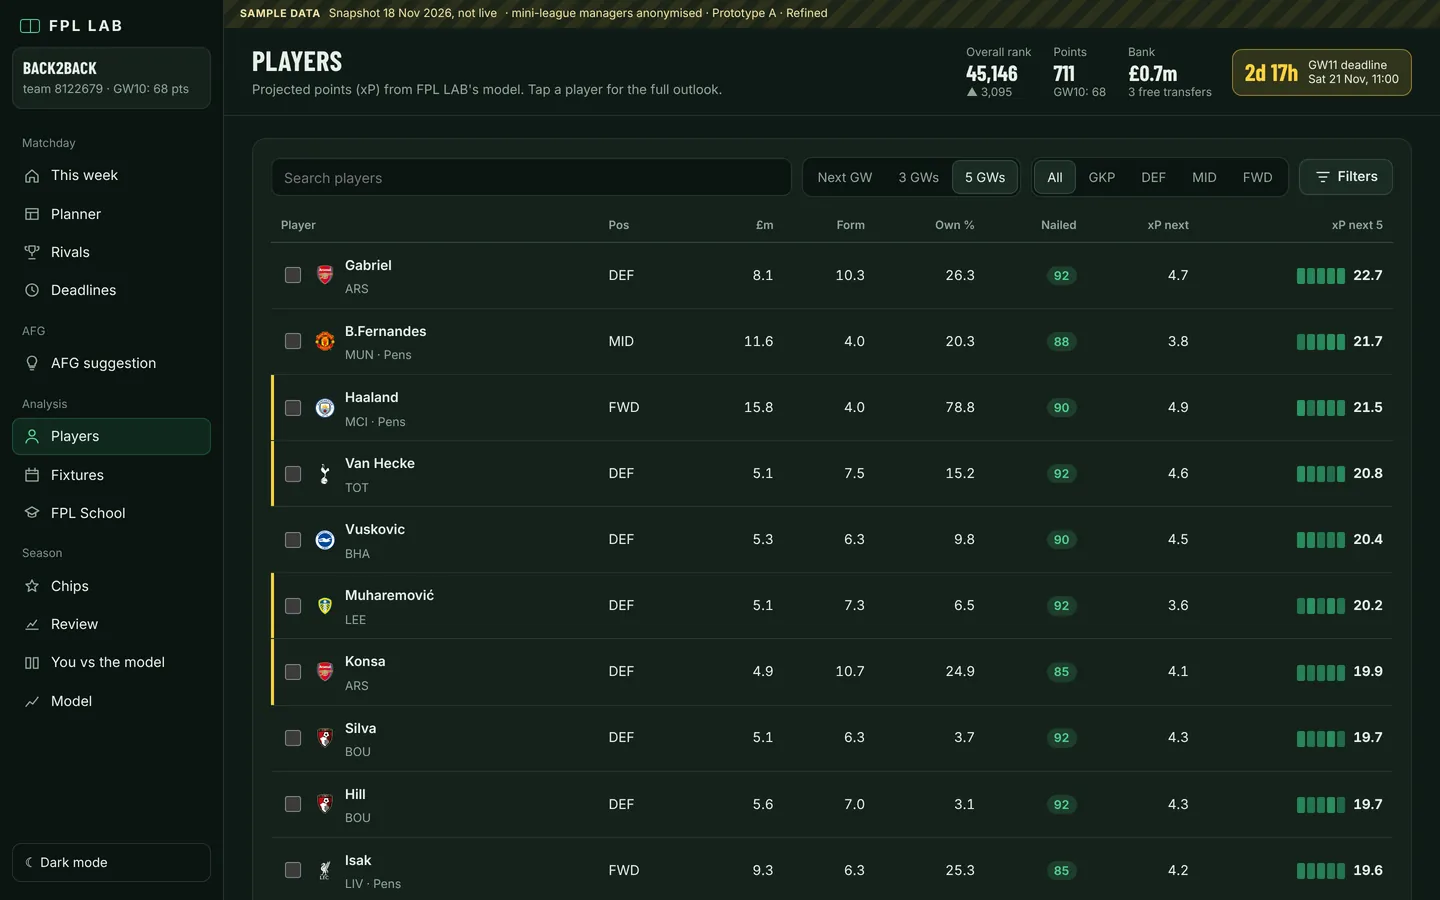 FPL LAB
BACK2BACK
team 8122679 · GW10: 68 pts
Matchday
This week
Planner
Rivals
Deadlines
AFG
AFG suggestion
Analysis
Players
Fixtures
FPL School
Season
Chips
Review
You vs the model
Model
Dark mode
SAMPLE DATA Snapshot 18 Nov 2026, not live · mini-league managers anonymised · Prototype A · Refined
PLAYERS
Projected points (xP) from FPL LAB's model. Tap a player for the full outlook.
Overall rank
45,146
▲ 3,095
Points
711
GW10: 68
Bank
£0.7m
3 free transfers
2d 17h
GW11 deadline
Sat 21 Nov, 11:00
Search players
Next GW 3 GWs 5 GWs
All GKP DEF MID FWD
Filters
Player Pos £m Form Own % Nailed xP next xP next 5
Gabriel
ARS
DEF 8.1 10.3 26.3 92 4.7 22.7
B.Fernandes
MUN · Pens
MID 11.6 4.0 20.3 88 3.8 21.7
Haaland
MCI · Pens
FWD 15.8 4.0 78.8 90 4.9 21.5
Van Hecke
TOT
DEF 5.1 7.5 15.2 92 4.6 20.8
Vuskovic
BHA
DEF 5.3 6.3 9.8 90 4.5 20.4
Muharemović
LEE
DEF 5.1 7.3 6.5 92 3.6 20.2
Konsa
ARS
DEF 4.9 10.7 24.9 85 4.1 19.9
Silva
BOU
DEF 5.1 6.3 3.7 92 4.3 19.7
Hill
BOU
DEF 5.6 7.0 3.1 92 4.3 19.7
Isak
LIV · Pens
FWD 9.3 6.3 25.3 85 4.2 19.6